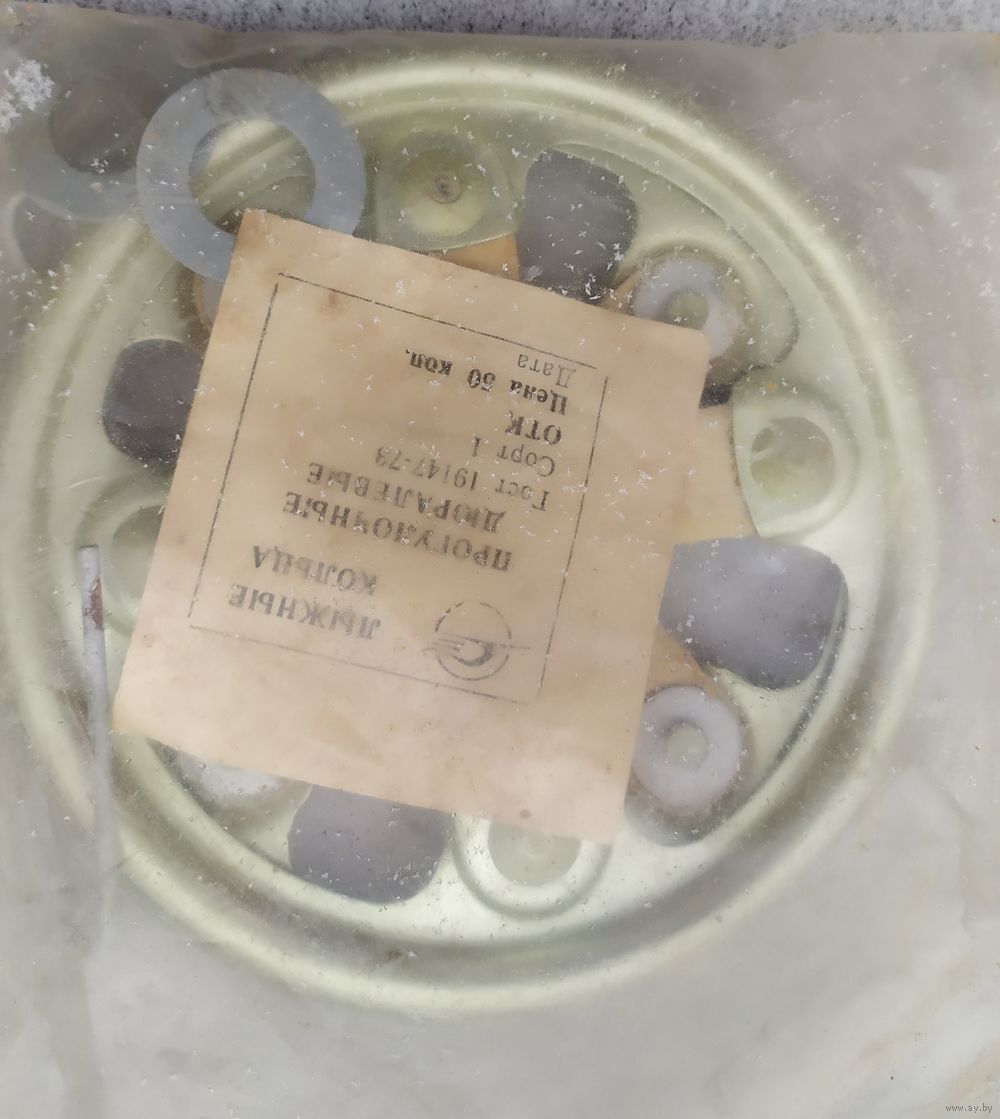 ЛЫЖНЫЕ
КОЛЬЦА
ПРОГУЛОЧНЫЕ
ДЮРАЛЕВЫЕ
Гост 19147-73
Сорт 1
ОТК
Цена 50 коп.
Дата
www.ay.by